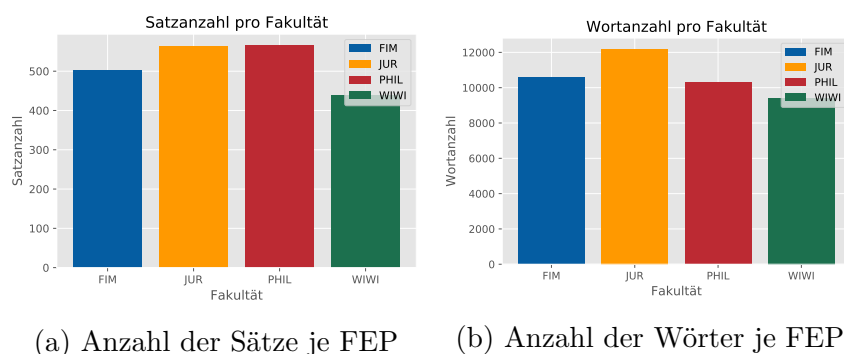 Satzanzahl pro Fakultät
Satzanzahl
500
400
300
200
100
0
FIM
JUR
PHIL
WIWI
FIM
JUR
PHIL
WIWI
Fakultät
(a) Anzahl der Sätze je FEP
Wortanzahl pro Fakultät
Wortanzahl
12000
10000
8000
6000
4000
2000
0
FIM
JUR
PHIL
WIWI
FIM
JUR
PHIL
WIWI
Fakultät
(b) Anzahl der Wörter je FEP